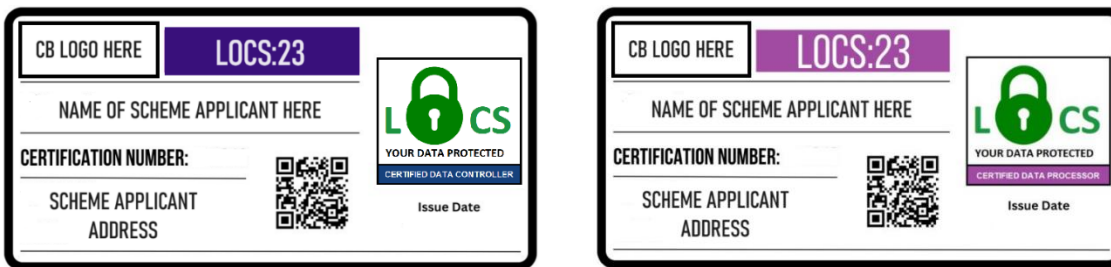 CB LOGO HERE
LOCS:23
NAME OF SCHEME APPLICANT HERE
L CS
YOUR DATA PROTECTED
CERTIFIED DATA CONTROLLER
CERTIFICATION NUMBER:
SCHEME APPLICANT
ADDRESS
Issue Date
CB LOGO HERE
LOCS:23
NAME OF SCHEME APPLICANT HERE
L CS
YOUR DATA PROTECTED
CERTIFIED DATA PROCESSOR
CERTIFICATION NUMBER:
SCHEME APPLICANT
ADDRESS
Issue Date